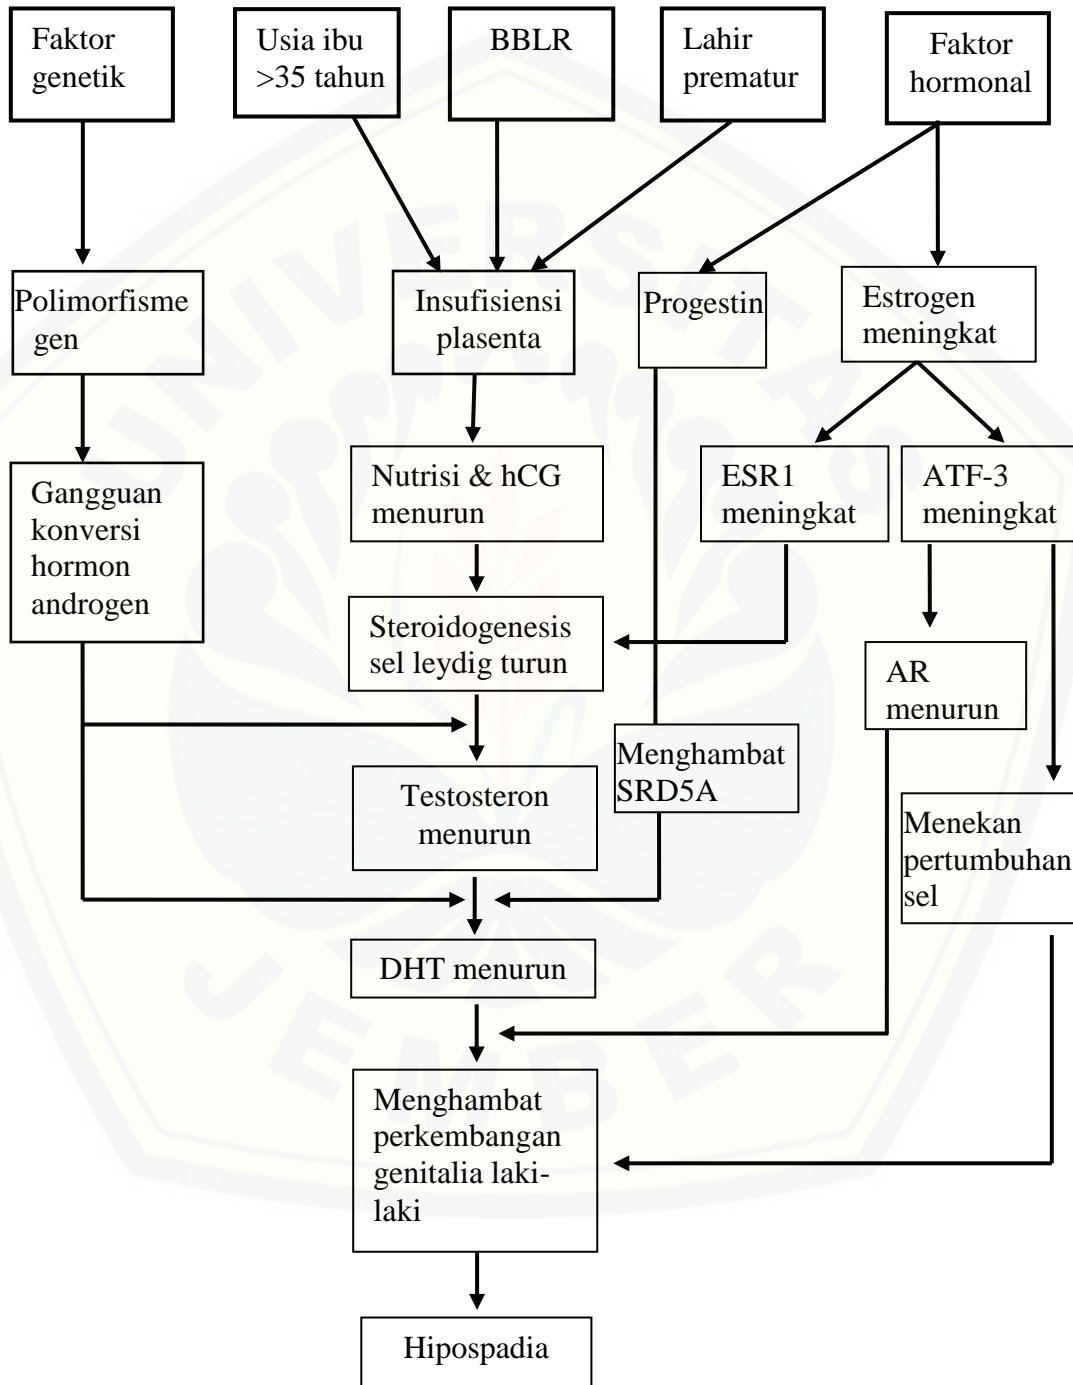 Faktor
genetik
Usia ibu
>35 tahun
BBLR
Lahir
prematur
Faktor
hormonal
Polimorfisme
gen
Insufisiensi
plasenta
Progestin
Estrogen
meningkat
Gangguan
konversi
hormon
androgen
Nutrisi & hCG
menurun
ESR1
meningkat
ATF-3
meningkat
Steroidogenesis
sel leydig turun
AR
menurun
Menghambat
SRD5A
Testosteron
menurun
Menekan
pertumbuhan
sel
DHT menurun
Menghambat
perkembangan
genitalia laki-
laki
Hipospadia
UNIVERSITAS
JEMBER